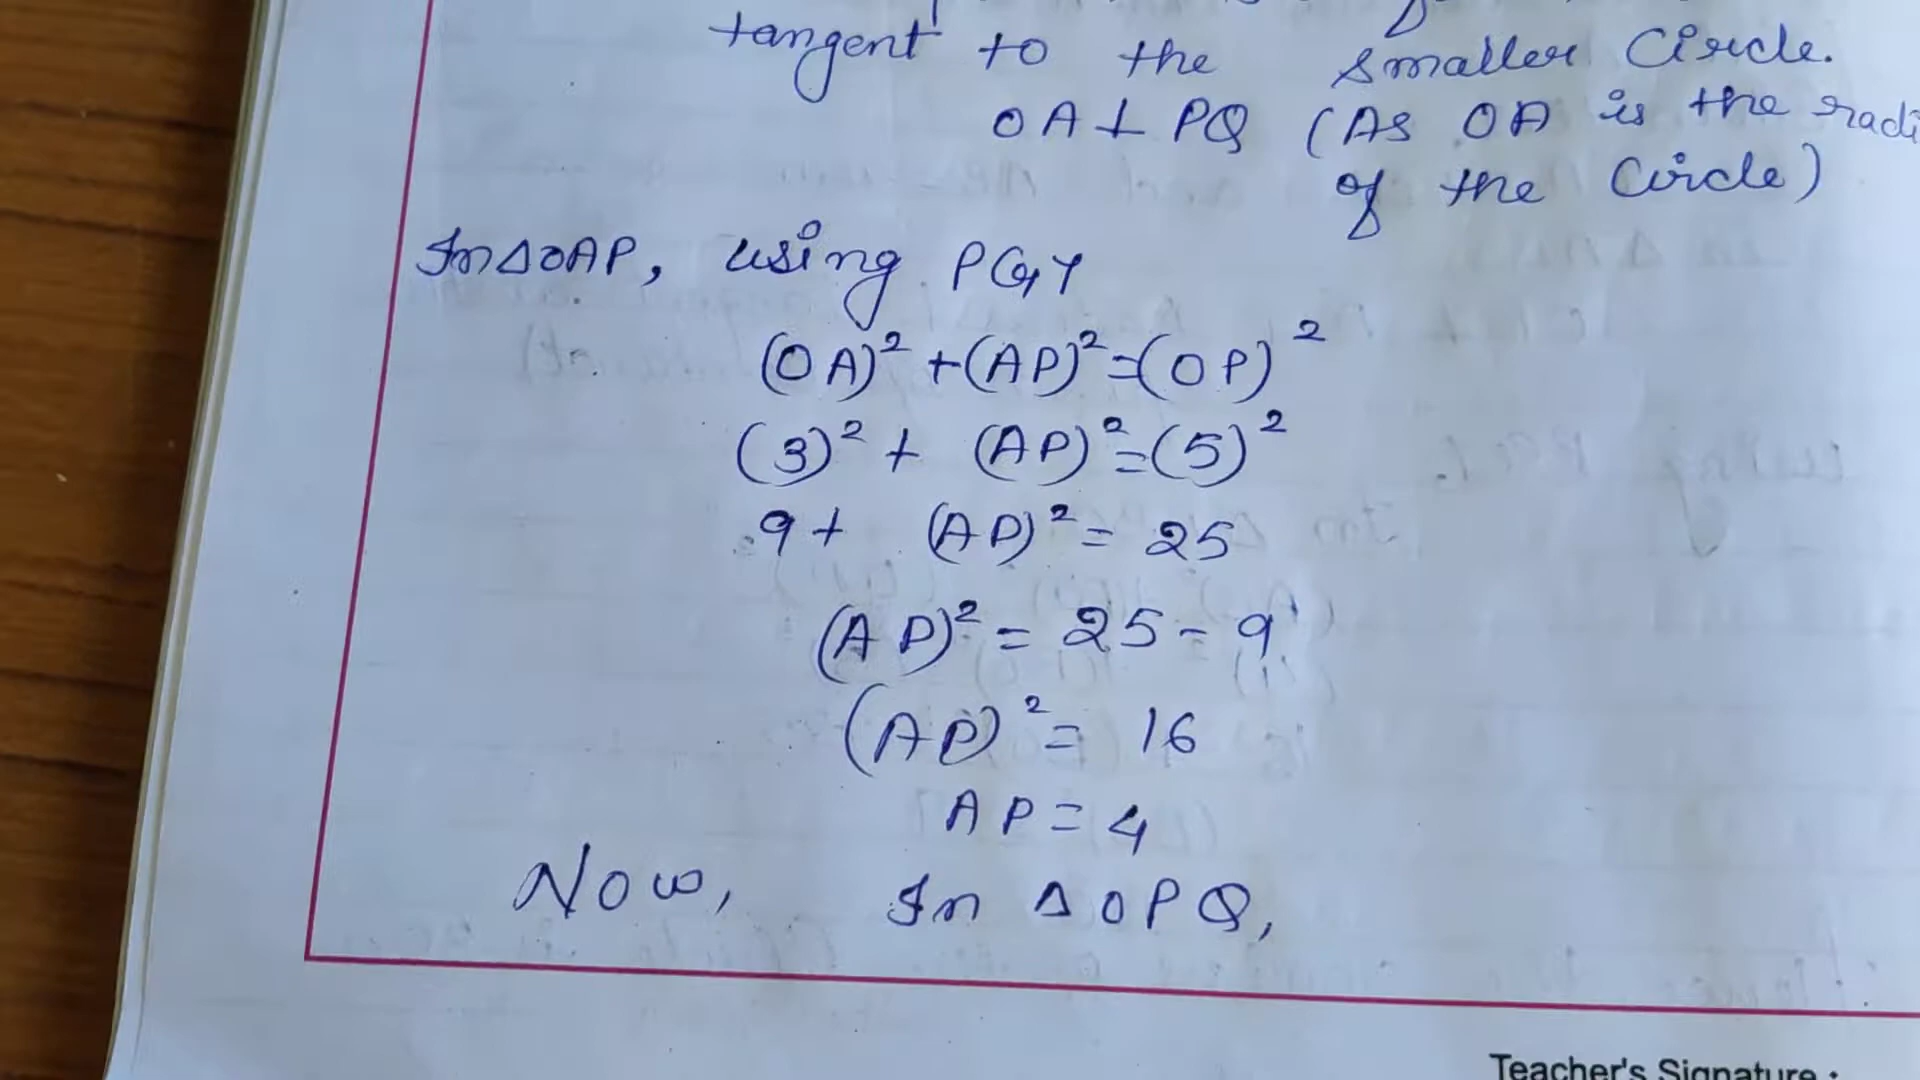 tangent to the smaller Circle.
OA ⊥ PQ (As OA is the radi
of the Circle)
In △OAP, using PGT
(OA)² + (AP)² = (OP)²
(3)² + (AP)² = (5)²
9 + (AP)² = 25
(AP)² = 25 - 9
(AP)² = 16
AP = 4
Now, In △OPQ,
Teacher's Signature :